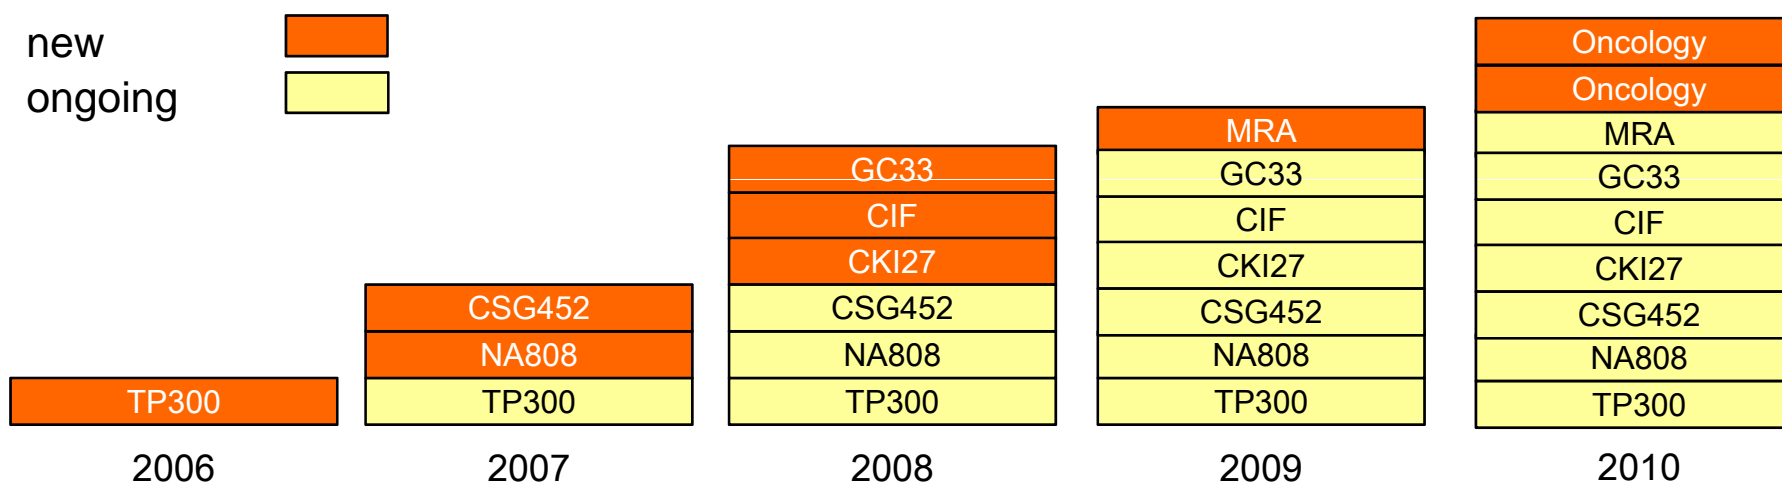 new
ongoing
TP300
2006
CSG452
NA808
TP300
2007
GC33
CIF
CKI27
CSG452
NA808
TP300
2008
MRA
GC33
CIF
CKI27
CSG452
NA808
TP300
2009
Oncology
Oncology
MRA
GC33
CIF
CKI27
CSG452
NA808
TP300
2010